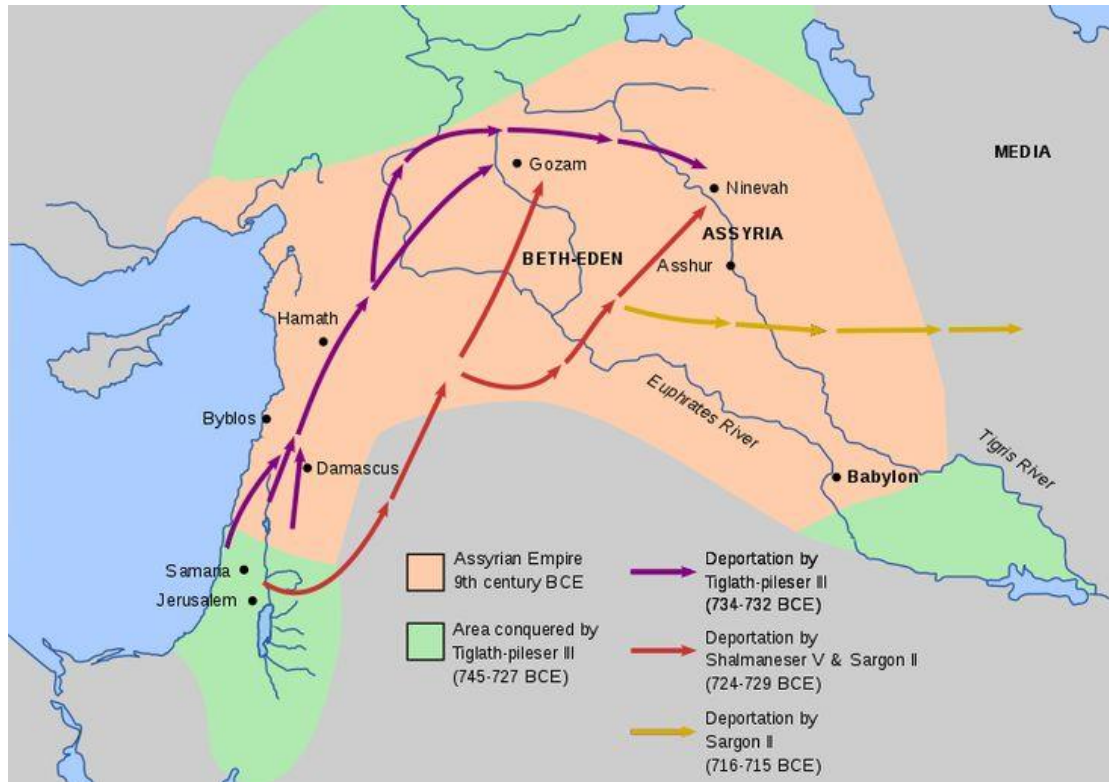 MEDIA
Gozam
Ninevah
ASSYRIA
BETH-EDEN
Asshur
Hamath
Euphrates River
Byblos
Damascus
Tigris River
Babylon
Samaria
Jerusalem
Assyrian Empire
9th century BCE
Area conquered by
Tiglath-pileser III
(745-727 BCE)
Deportation by
Tiglath-pileser III
(734-732 BCE)
Deportation by
Shalmaneser V & Sargon II
(724-729 BCE)
Deportation by
Sargon II
(716-715 BCE)